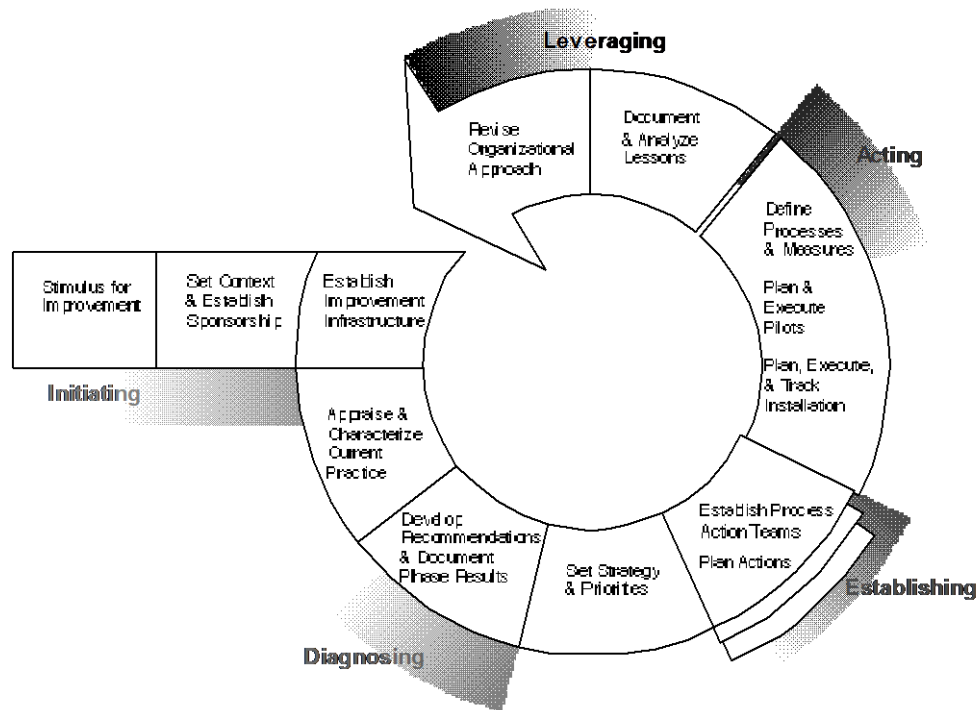 Leveraging
Revise
Organizational
Approach
Document
& Analyze
Lessons
Acting
Define
Processes
& Measures
Plan &
Execute
Pilots
Plan, Execute,
& Track
Installation
Stimulus for
Improvement
Set Context
& Establish
Sponsorship
Establish
Improvement
Infrastructure
Initiating
Appraise &
Characterize
Current
Practice
Develop
Recommendations
& Document
Phase Results
Diagnosing
Set Strategy
& Priorities
Establish Process
Action Teams
Plan Actions
Establishing